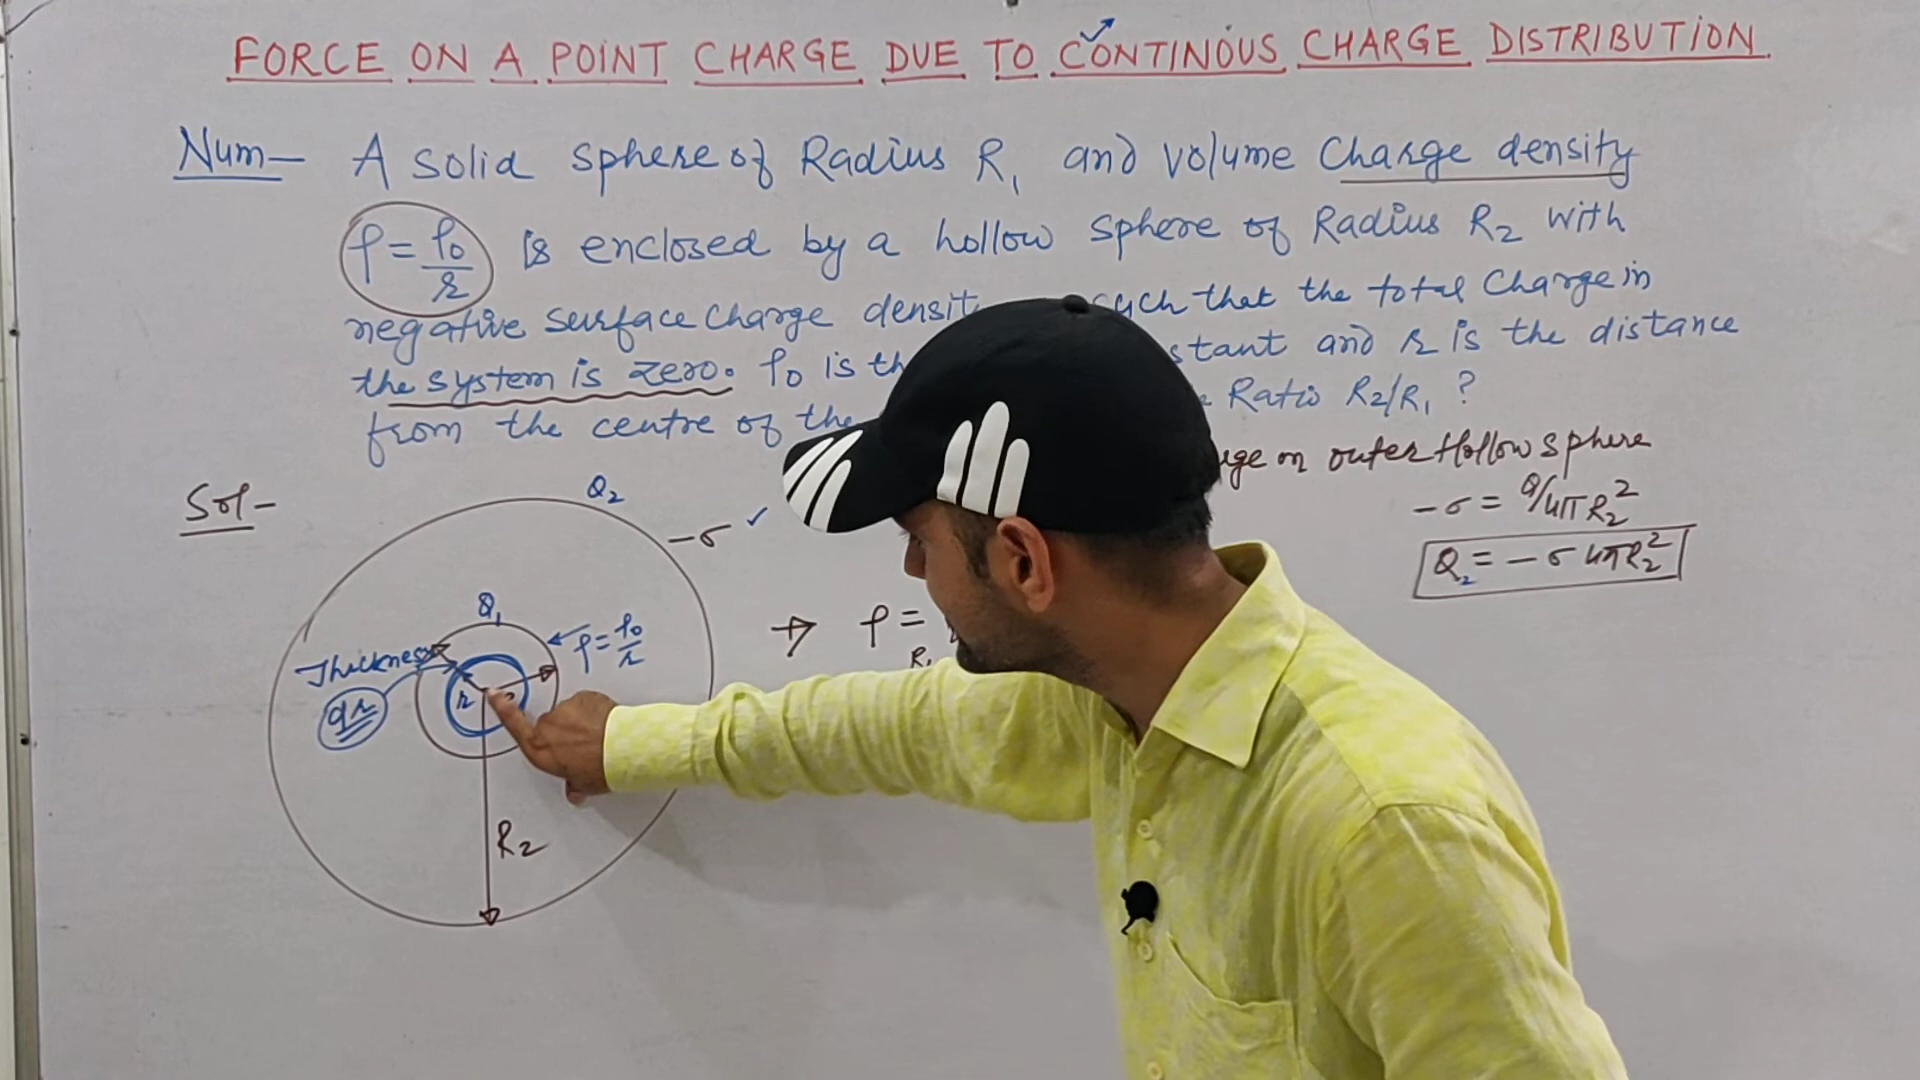 FORCE ON A POINT CHARGE DUE TO CONTINOUS CHARGE DISTRIBUTION
Num- A solid sphere of Radius R₁ and volume Charge density
ρ = ρ₀/r is enclosed by a hollow sphere of Radius R₂ with
negative surface charge densit such that the total Charge in
the system is zero. ρ₀ is th stant and r is the distance
from the centre of the Ratio R₂/R₁ ?
on outer Hollow sphere
Sol-
Q₂
-σ = Q/4πR₂²
-σ ✓
Q₂ = -σ 4πR₂²
Q₁
ρ = ρ₀/r
→ ρ =
Thickness
R₁
dr
r
R₂